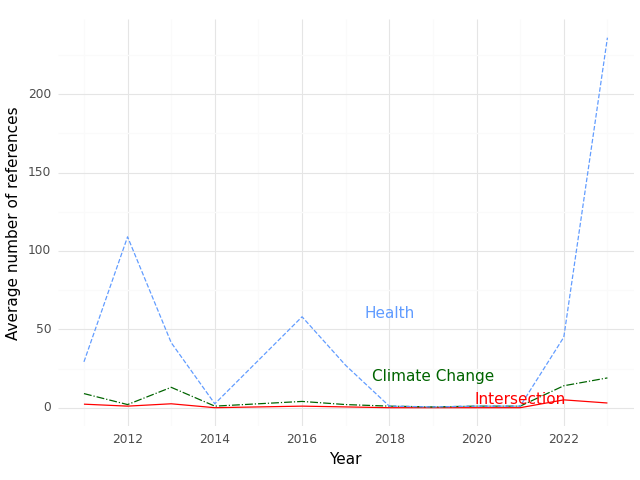 Average number of references
200
150
100
50
0
Health
Climate Change
Intersection
2012
2014
2016
2018
2020
2022
Year